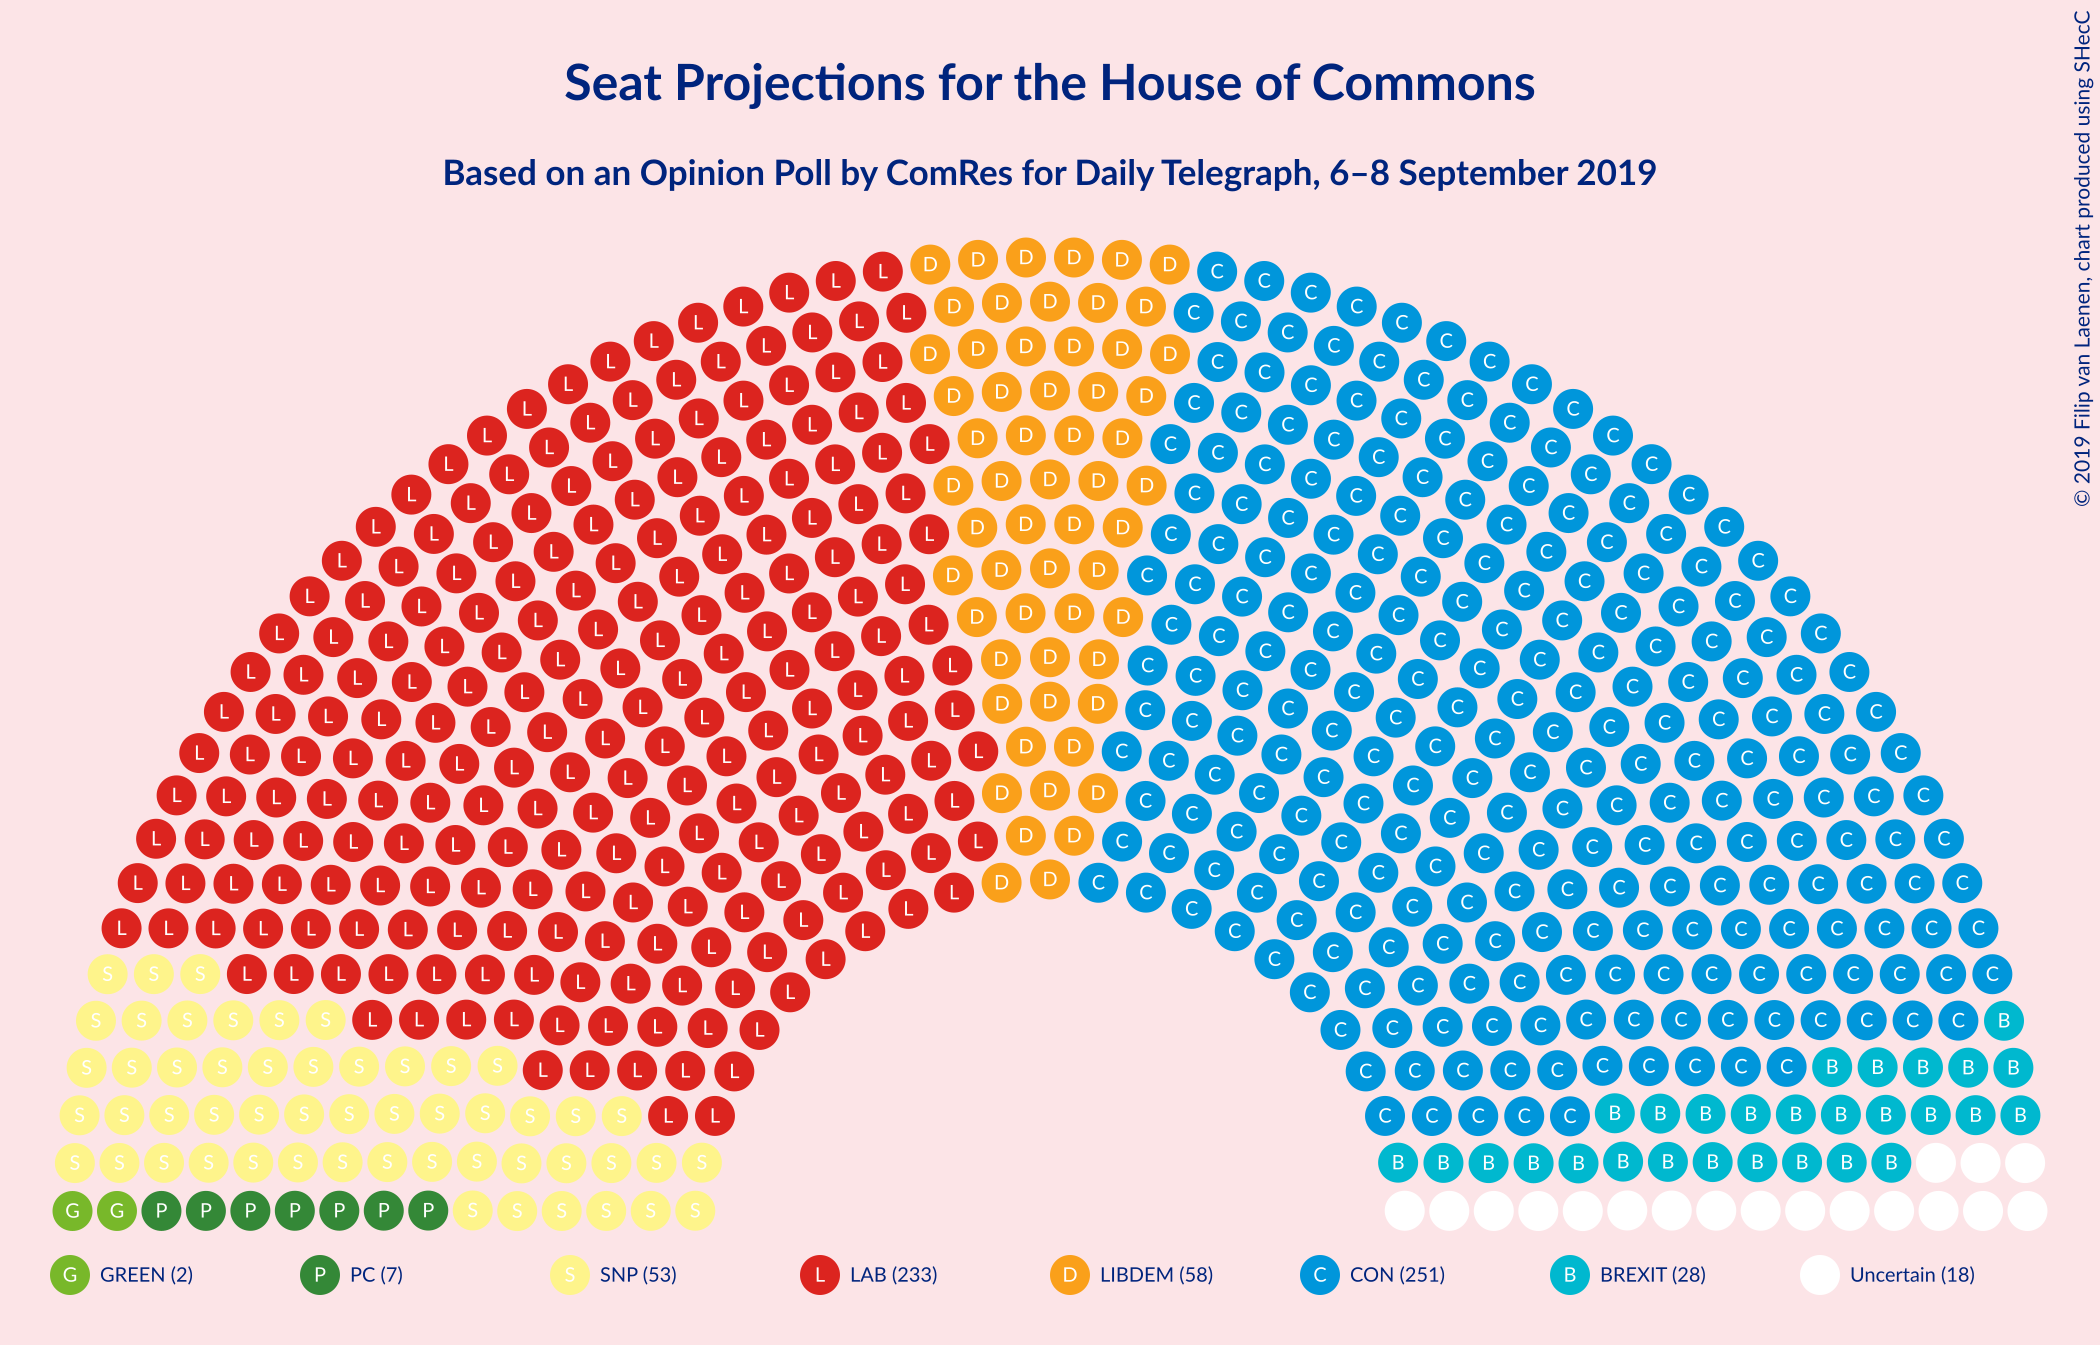 Seat Projections for the House of Commons
Based on an Opinion Poll by ComRes for Daily Telegraph, 6–8 September 2019
© 2019 Filip van Laenen, chart produced using SHecC
G GREEN (2)
P PC (7)
S SNP (53)
L LAB (233)
D LIBDEM (58)
C CON (251)
B BREXIT (28)
Uncertain (18)